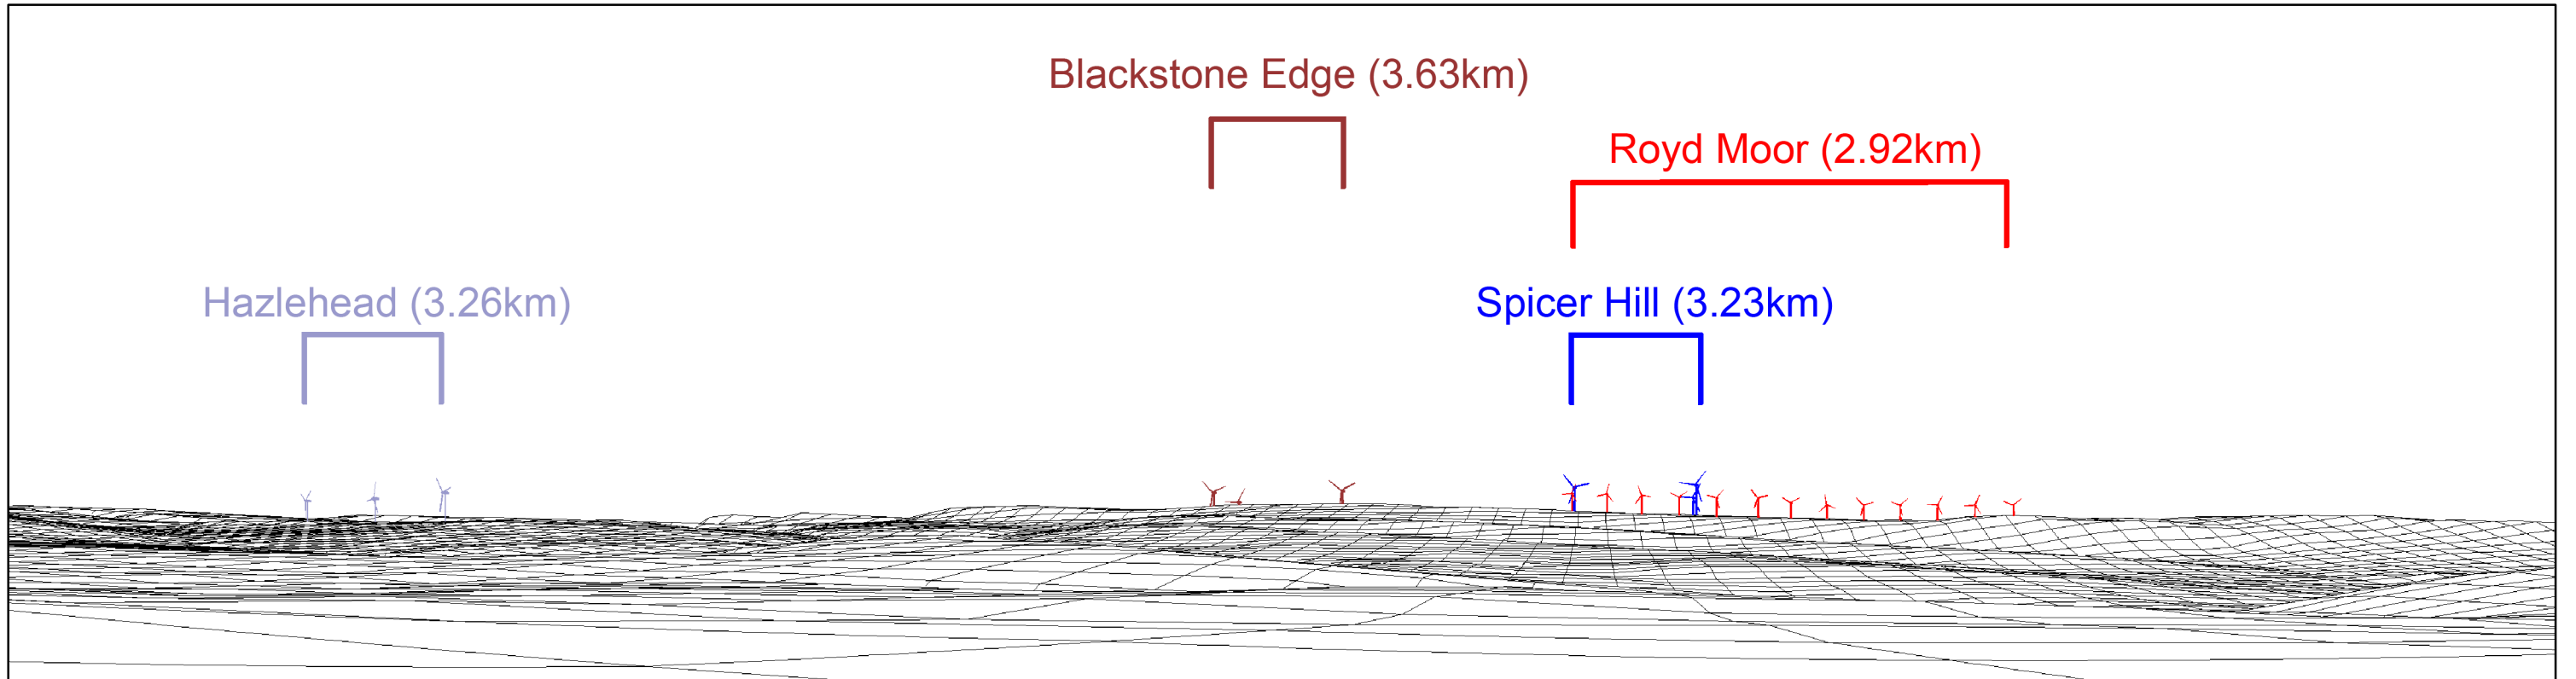 Blackstone Edge (3.63km)
Royd Moor (2.92km)
Hazlehead (3.26km)
Spicer Hill (3.23km)